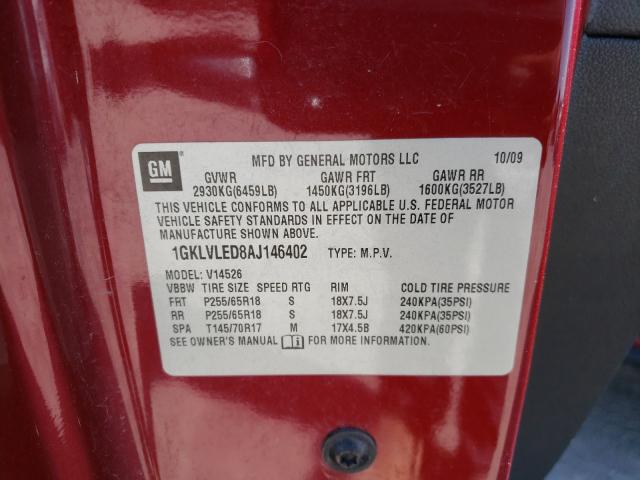 GM MFD BY GENERAL MOTORS LLC 10/09
GVWR GAWR FRT GAWR RR
2930KG(6459LB) 1450KG(3196LB) 1600KG(3527LB)
THIS VEHICLE CONFORMS TO ALL APPLICABLE U.S. FEDERAL MOTOR
VEHICLE SAFETY STANDARDS IN EFFECT ON THE DATE OF
MANUFACTURE SHOWN ABOVE.
1GKLVLED8AJ146402 TYPE: M.P.V.
MODEL: V14526
VBBW TIRE SIZE SPEED RTG RIM COLD TIRE PRESSURE
FRT P255/65R18 S 18X7.5J 240KPA(35PSI)
RR P255/65R18 S 18X7.5J 240KPA(35PSI)
SPA T145/70R17 M 17X4.5B 420KPA(60PSI)
SEE OWNER'S MANUAL i FOR MORE INFORMATION.